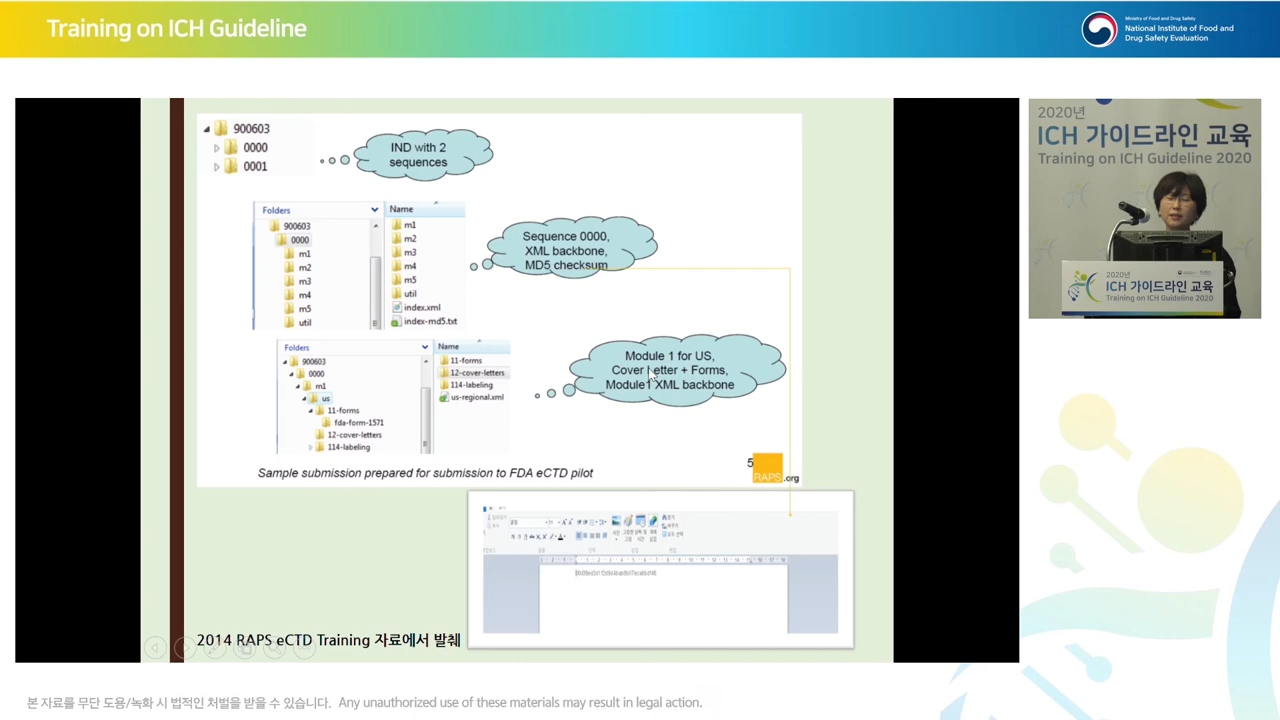 Training on ICH Guideline
Ministry of Food and Drug Safety
National Institute of Food and
Drug Safety Evaluation
900603
0000
0001
IND with 2
sequences
Folders
Name
900603
0000
m1
m2
m3
m4
m5
util
m1
m2
m3
m4
m5
util
index.xml
index-md5.txt
Sequence 0000,
XML backbone,
MD5 checksum
Folders
Name
900603
0000
m1
us
11-forms
fda-form-1571
12-cover-letters
114-labeling
11-forms
12-cover-letters
114-labeling
us-regional.xml
Module 1 for US,
Cover Letter + Forms,
Module1 XML backbone
Sample submission prepared for submission to FDA eCTD pilot
5
RAPS.org
2014 RAPS eCTD Training 자료에서 발췌
2020년
ICH 가이드라인 교육
Training on ICH Guideline 2020
2020년
ICH 가이드라인 교육
Training on ICH Guideline 2020
본 자료를 무단 도용/녹화 시 법적인 처벌을 받을 수 있습니다. Any unauthorized use of these materials may result in legal action.